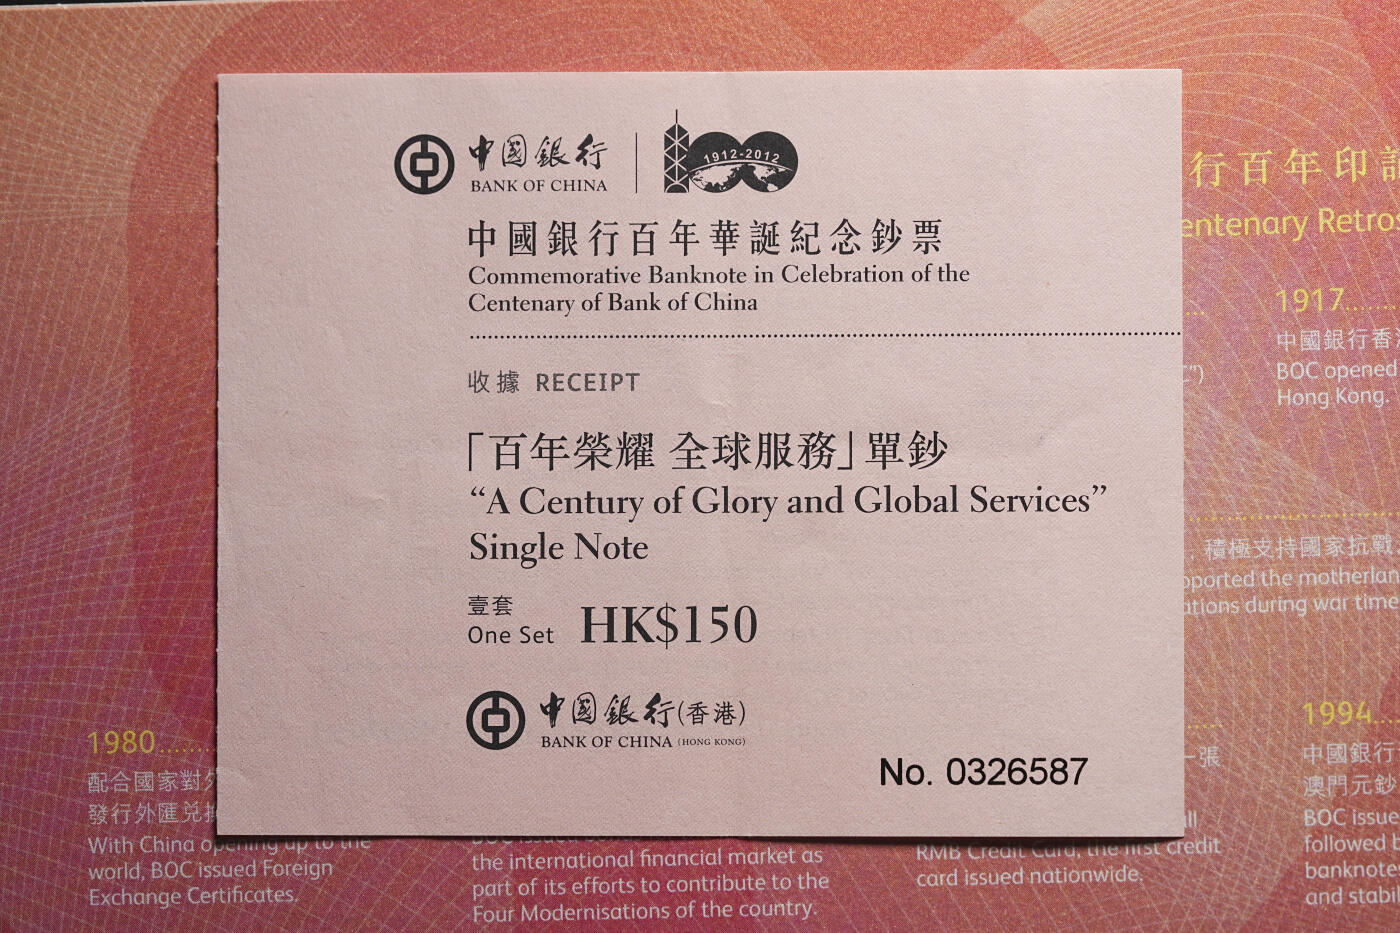 中國銀行
BANK OF CHINA
1912-2012
中國銀行百年華誕紀念鈔票
Commemorative Banknote in Celebration of the
Centenary of Bank of China
收據 RECEIPT
「百年榮耀 全球服務」單鈔
“A Century of Glory and Global Services”
Single Note
壹套
One Set HK$150
中國銀行(香港)
BANK OF CHINA (HONG KONG)
No. 0326587
行百年印
Centenary
1917
中國銀行香
BOC opened
Hong Kong.
, 積極支持國家抗戰
the
during war time
1980
配合國家對
發行外匯兌
With China opening up to the
world, BOC issued Foreign
Exchange Certificates.
BOC issued
the international financial market as
part of its efforts to contribute to the
Four Modernisations of the country.
一張
RMB Credit Card, the first credit
card issued nationwide.
1994
中國銀行
澳門元鈔
BOC
followed
banknotes
and